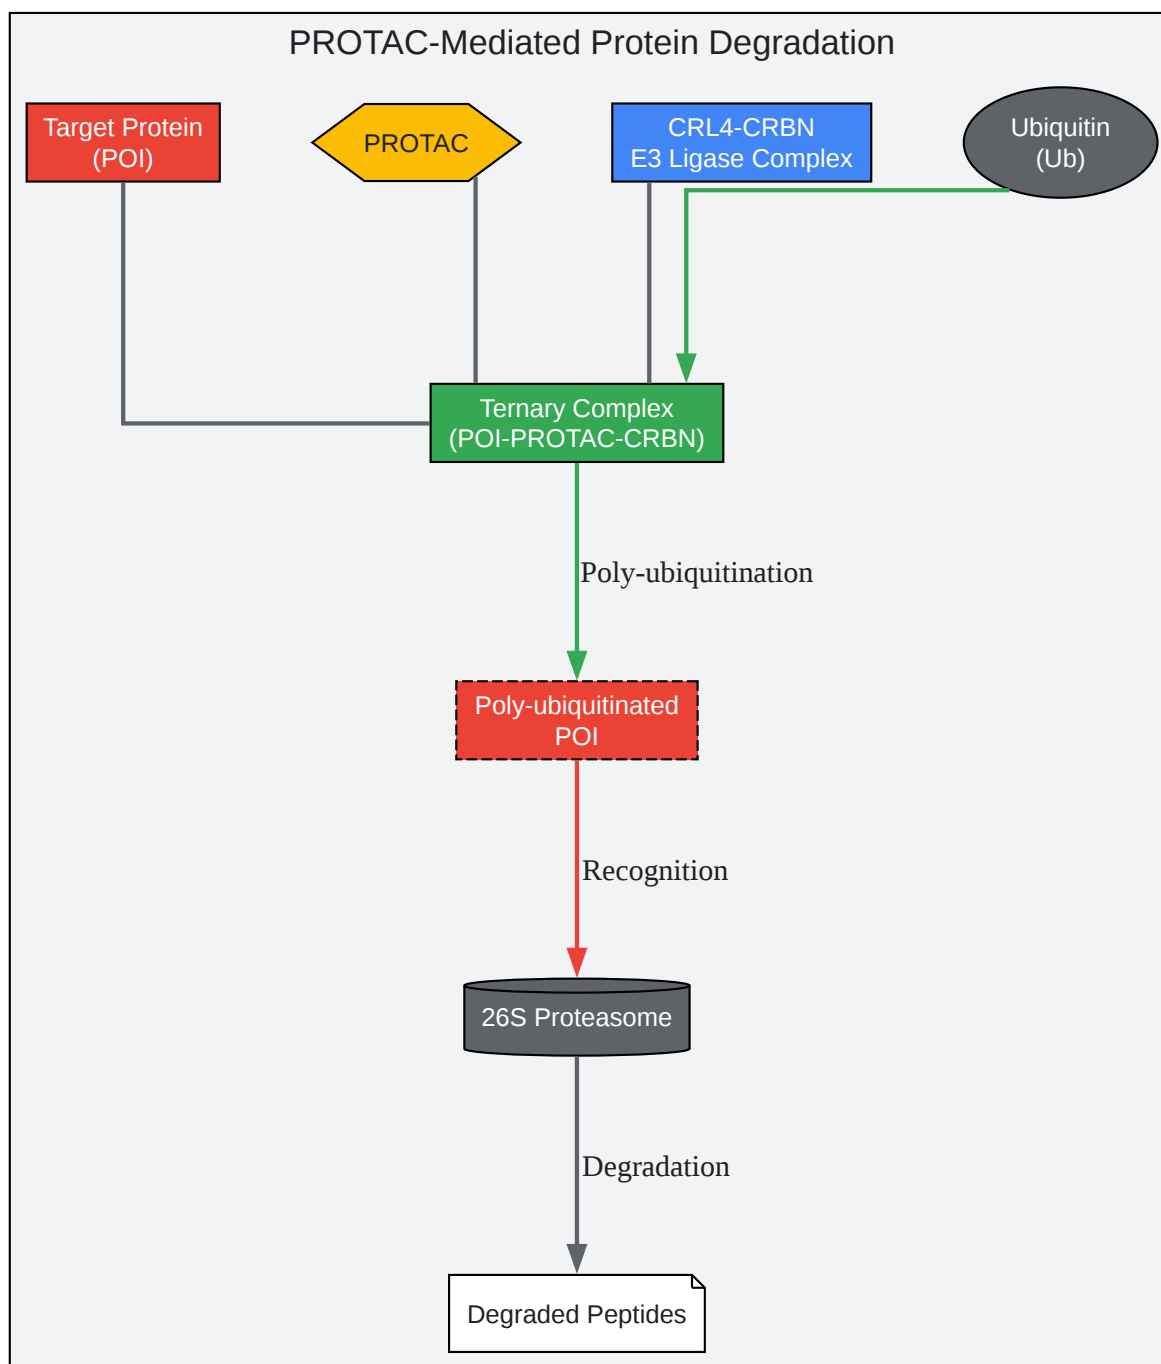 PROTAC-Mediated Protein Degradation
Target Protein
(POI)
PROTAC
CRL4-CRBN
E3 Ligase Complex
Ubiquitin
(Ub)
Ternary Complex
(POI-PROTAC-CRBN)
Poly-ubiquitination
Poly-ubiquitinated
POI
Recognition
26S Proteasome
Degradation
Degraded Peptides